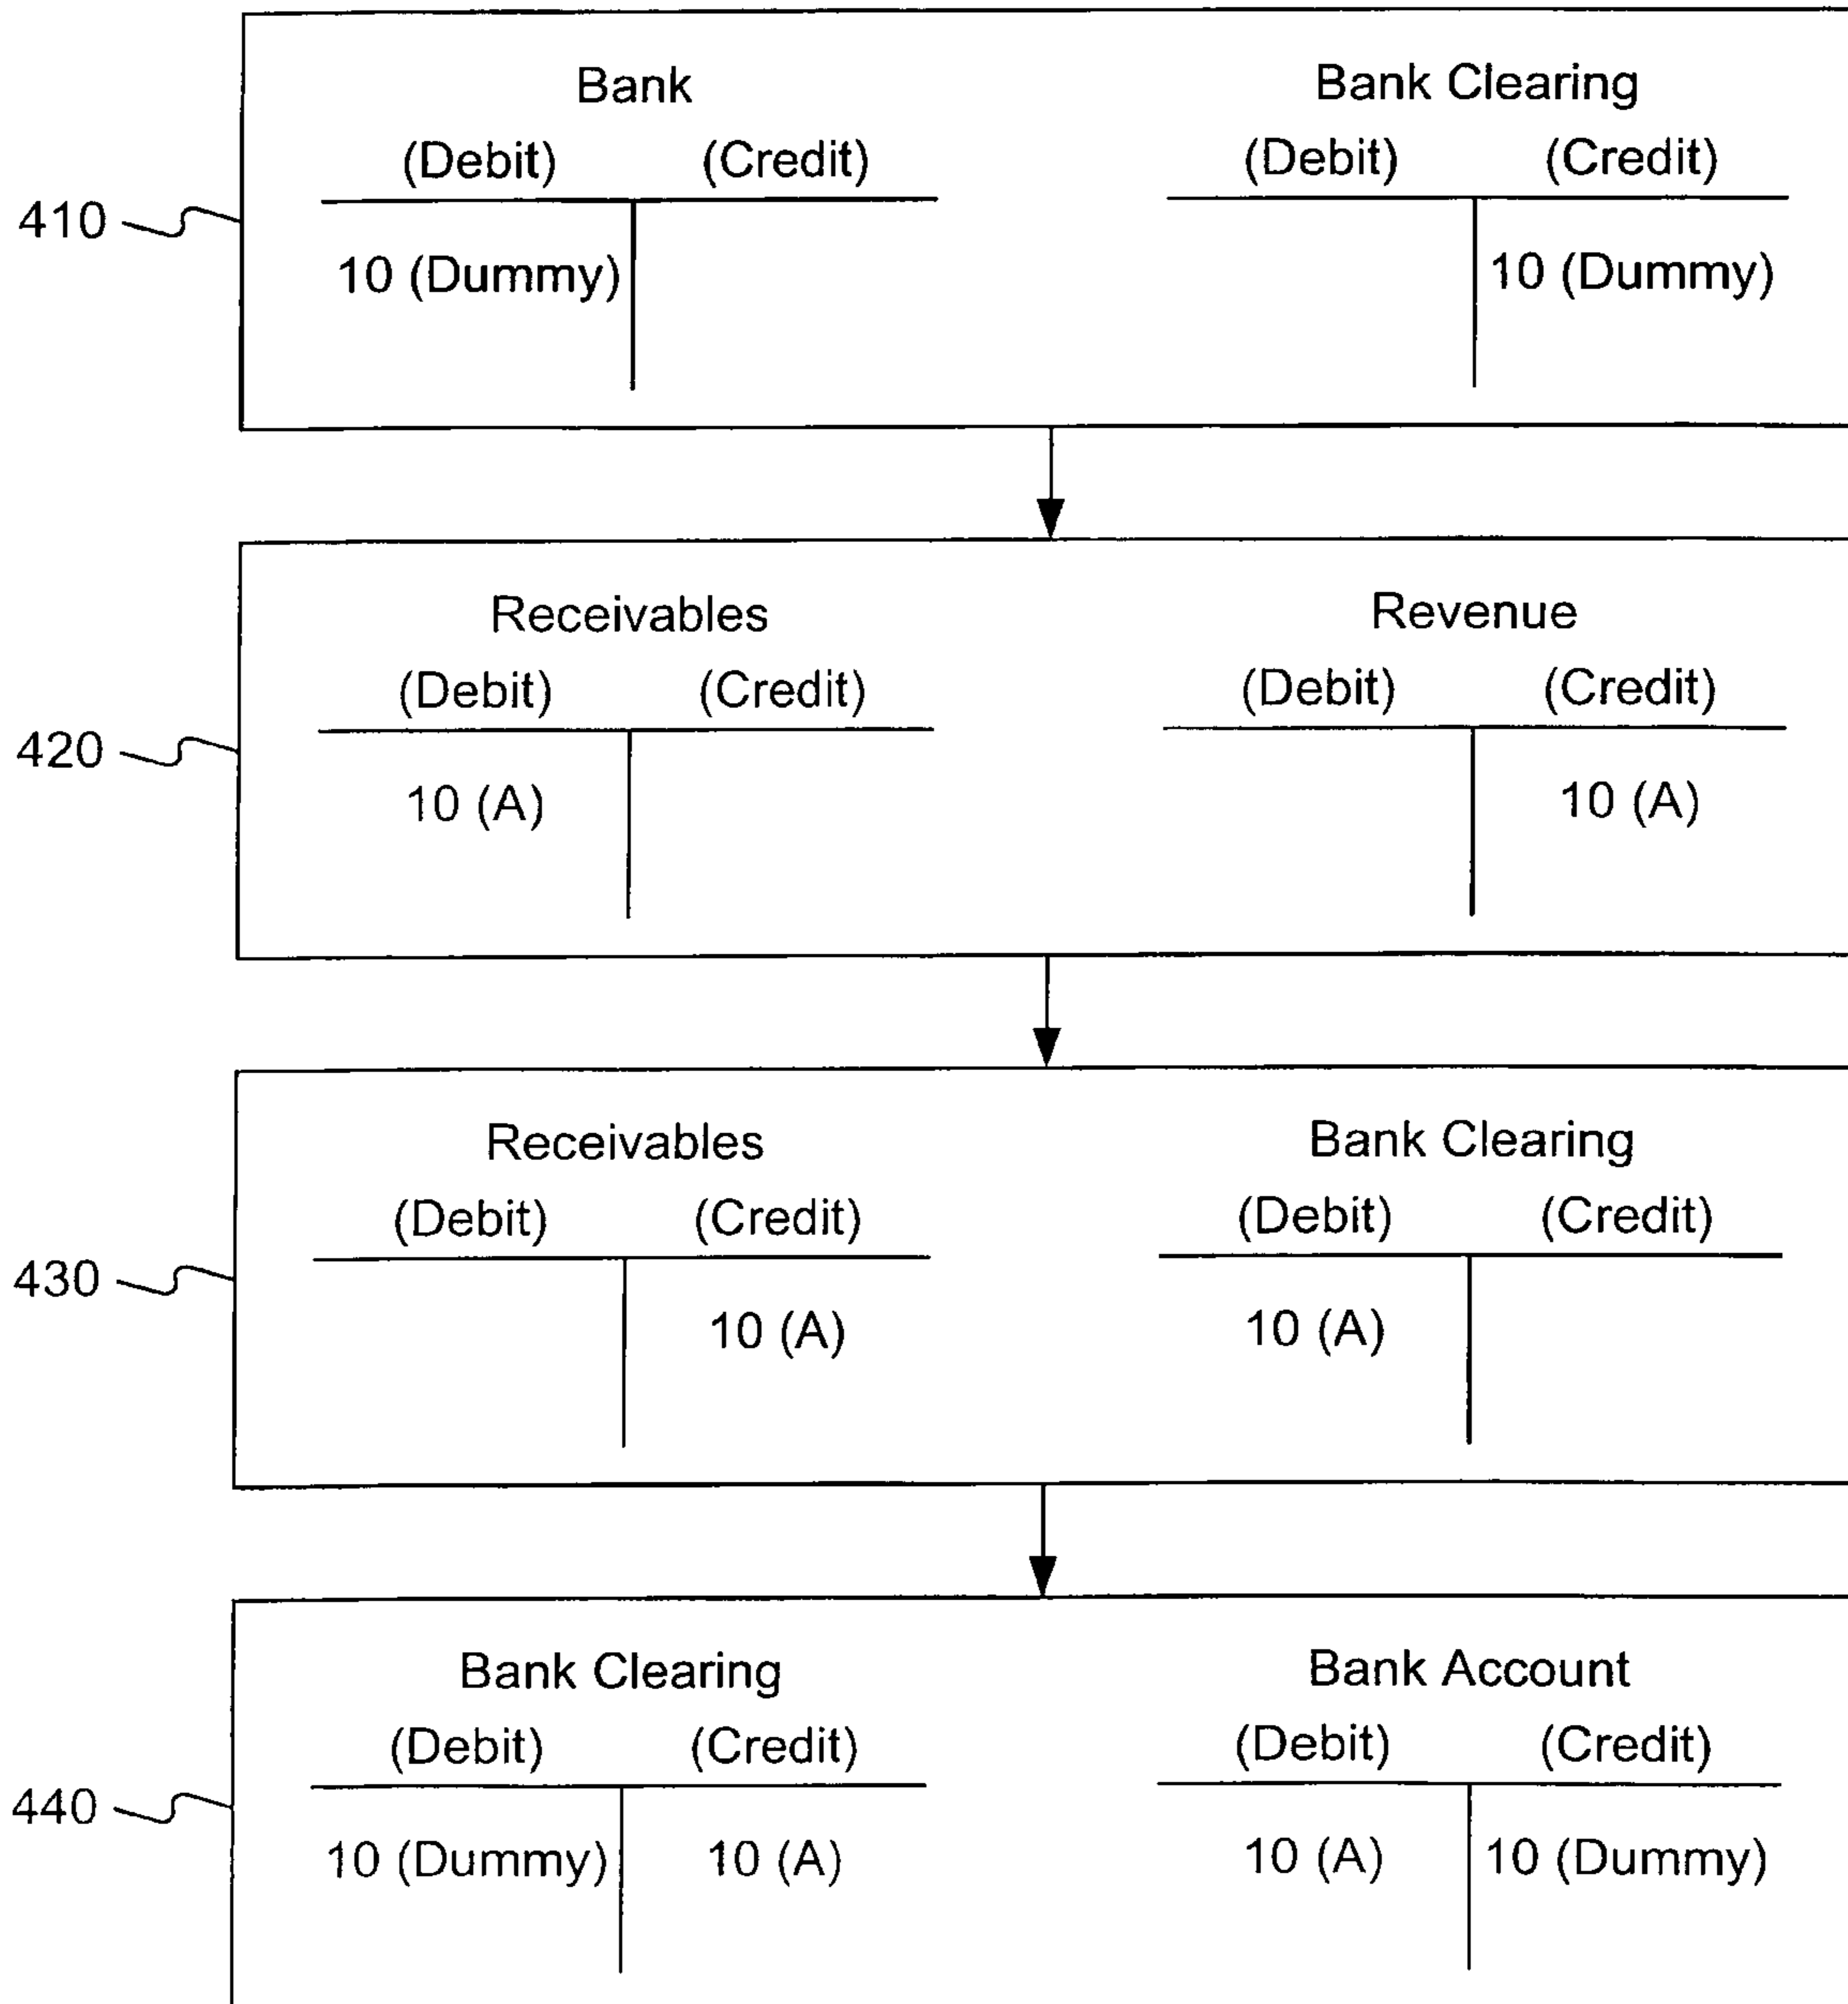 Bank Bank Clearing
(Debit) (Credit) (Debit) (Credit)
410
10 (Dummy) 10 (Dummy)
Receivables Revenue
(Debit) (Credit) (Debit) (Credit)
420
10 (A) 10 (A)
Receivables Bank Clearing
(Debit) (Credit) (Debit) (Credit)
430
10 (A) 10 (A)
Bank Clearing Bank Account
(Debit) (Credit) (Debit) (Credit)
440
10 (Dummy) 10 (A) 10 (A) 10 (Dummy)